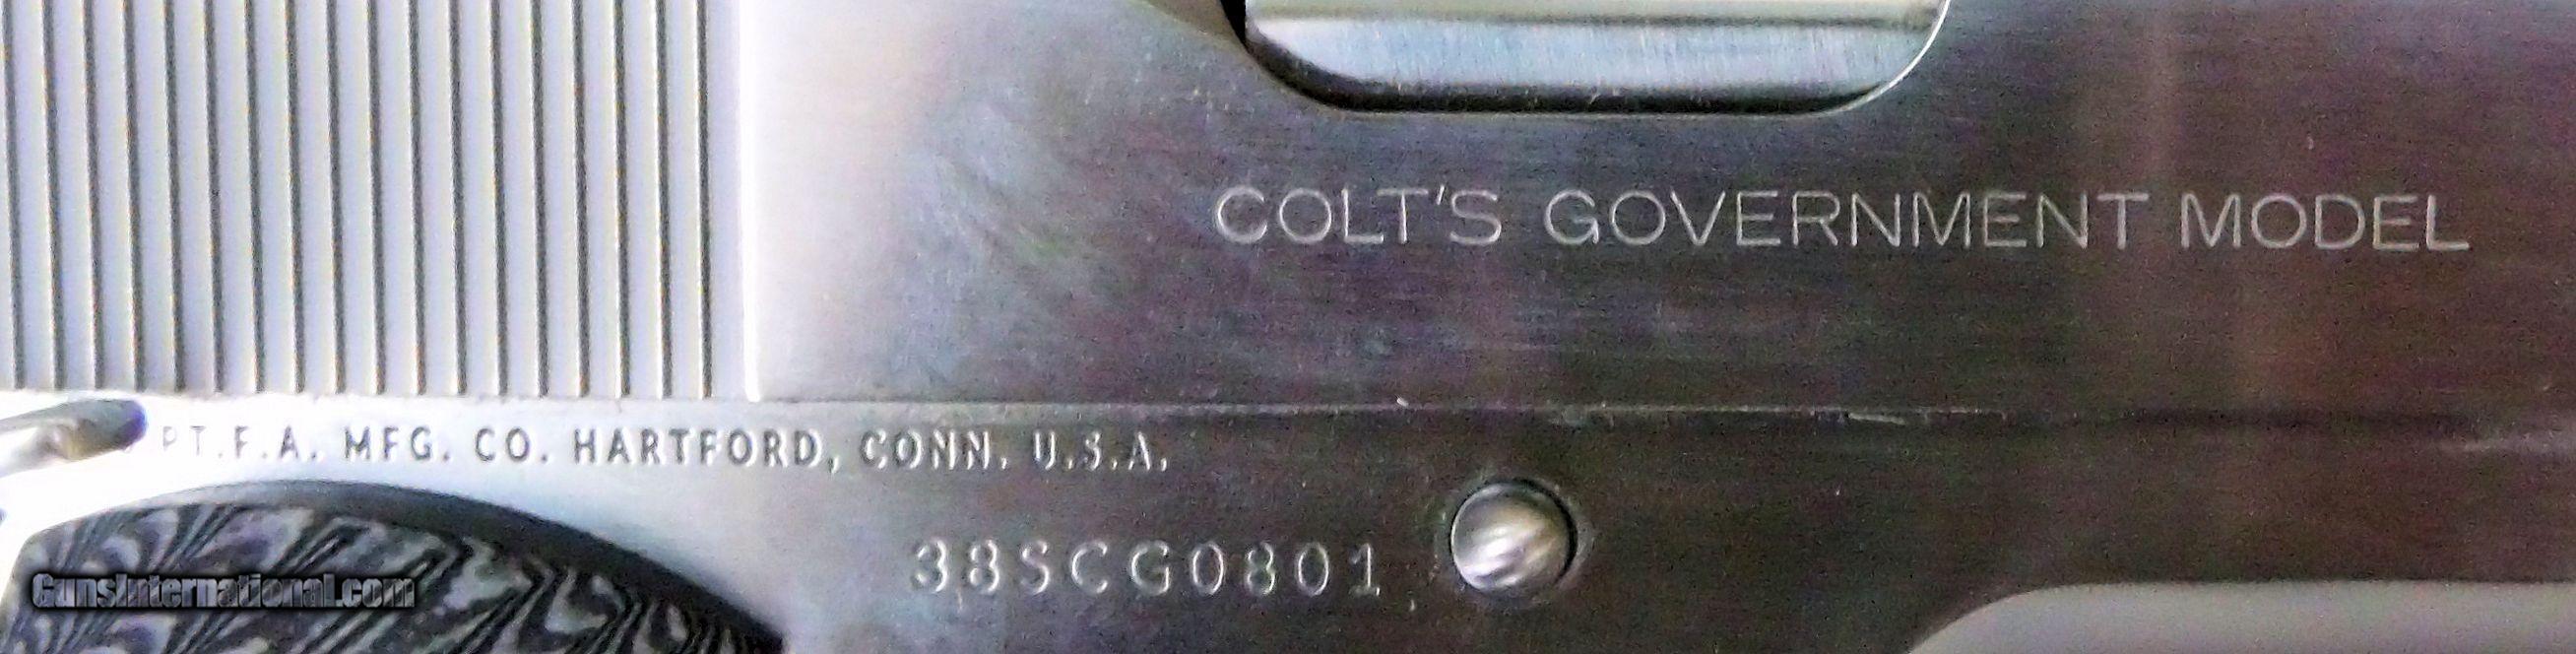 COLT'S GOVERNMENT MODEL
PT.F.A. MFG. CO. HARTFORD, CONN. U.S.A.
38SCG0801
GunsInternational.com